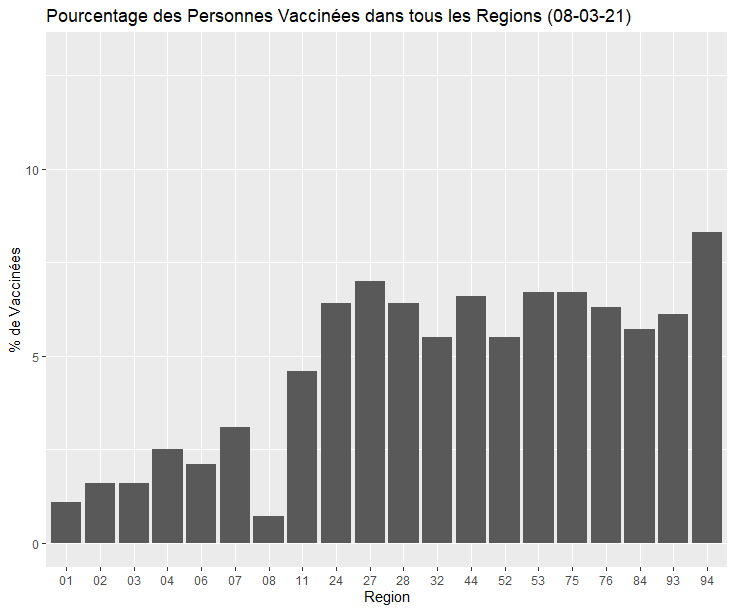 Pourcentage des Personnes Vaccinées dans tous les Regions (08-03-21)
% de Vaccinées
10
5
0
01 02 03 04 06 07 08 11 24 27 28 32 44 52 53 75 76 84 93 94
Region